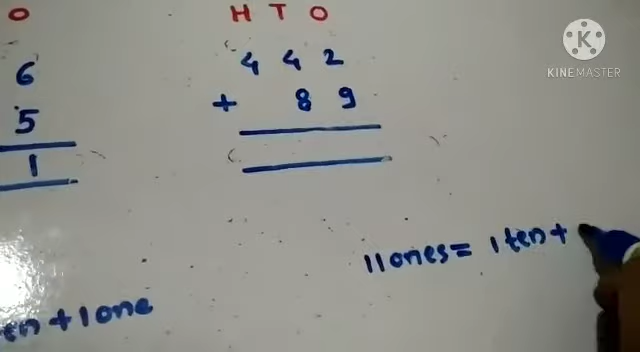 O
6
5
1
en + 1 one
H T O
4 4 2
+ 8 9
11 ones = 1 ten +
K
KINEMASTER